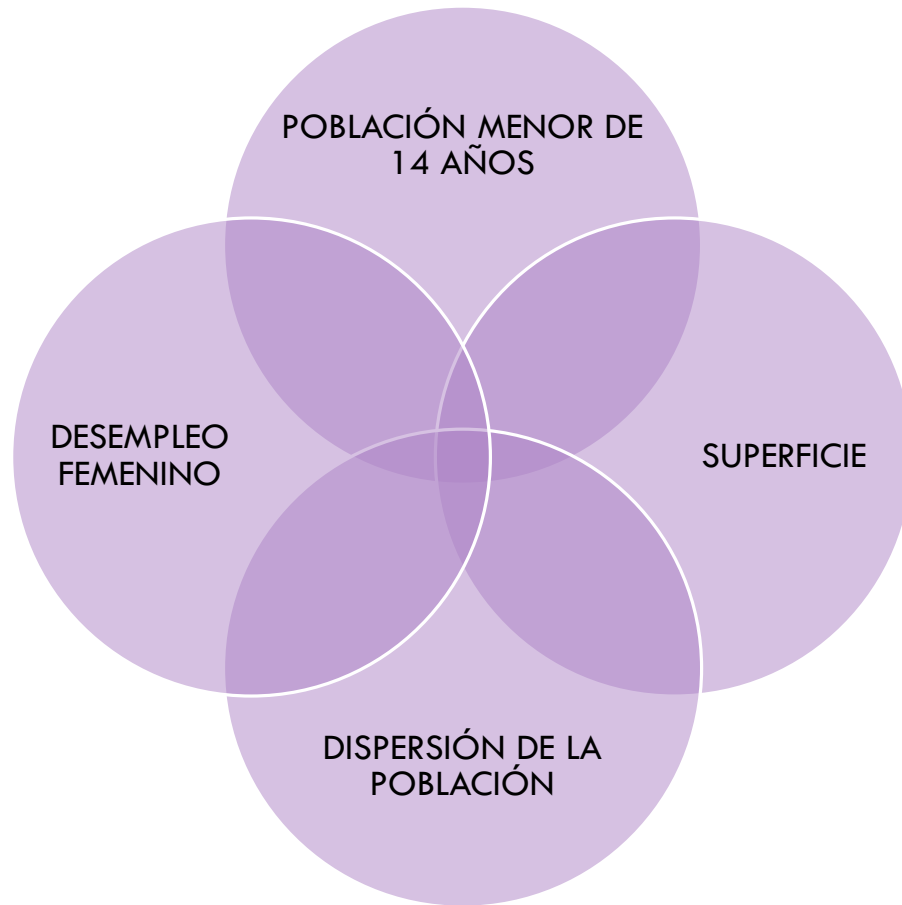 POBLACIÓN MENOR DE
14 AÑOS
DESEMPLEO
FEMENINO
SUPERFICIE
DISPERSIÓN DE LA
POBLACIÓN